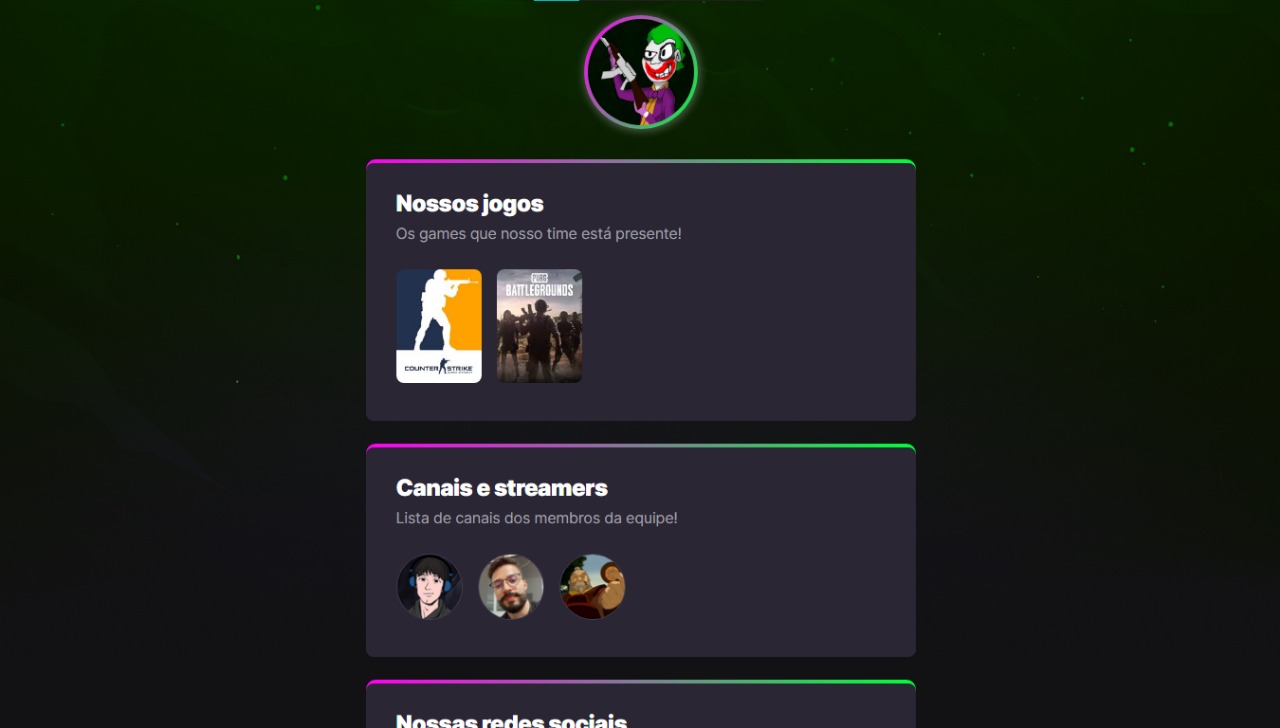 Nossos jogos
Os games que nosso time está presente!
PUBG
BATTLEGROUNDS
COUNTER STRIKE
Canais e streamers
Lista de canais dos membros da equipe!
Nossas redes sociais